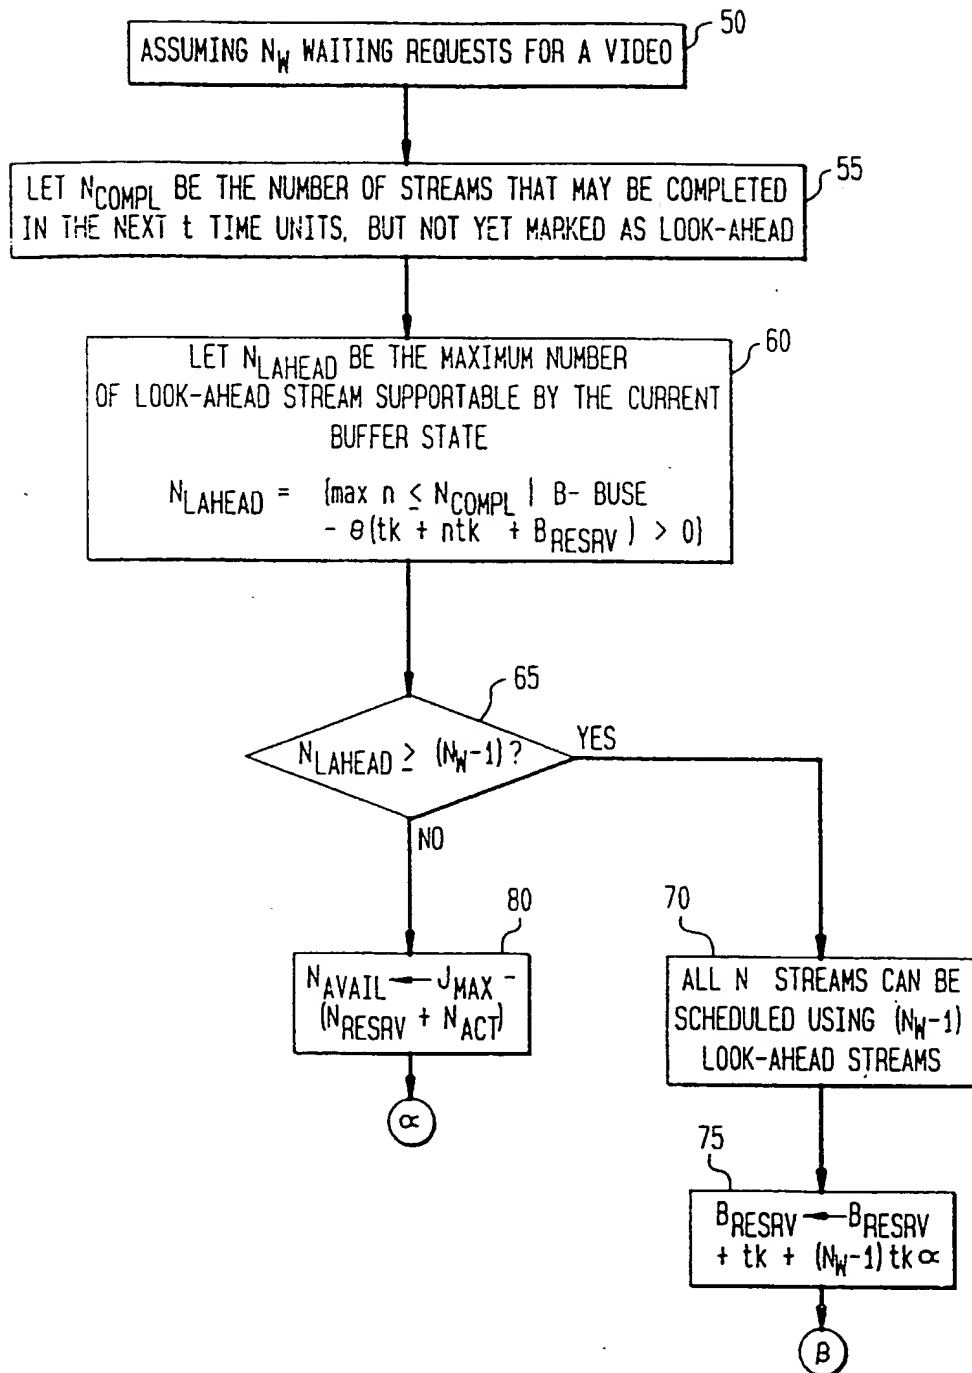 50
ASSUMING N_W WAITING REQUESTS FOR A VIDEO
55
LET N_COMPL BE THE NUMBER OF STREAMS THAT MAY BE COMPLETED
IN THE NEXT t TIME UNITS, BUT NOT YET MARKED AS LOOK-AHEAD
60
LET N_LAHEAD BE THE MAXIMUM NUMBER
OF LOOK-AHEAD STREAM SUPPORTABLE BY THE CURRENT
BUFFER STATE
N_LAHEAD = {max n ≤ N_COMPL | B- BUSE
- θ(tk + ntk + B_RESRV) > 0}
65
N_LAHEAD ≥ (N_W-1)?
YES
NO
80
N_AVAIL ← J_MAX -
(N_RESRV + N_ACT)
∝
70
ALL N STREAMS CAN BE
SCHEDULED USING (N_W-1)
LOOK-AHEAD STREAMS
75
B_RESRV ← B_RESRV
+ tk + (N_W-1) tk ∝
β